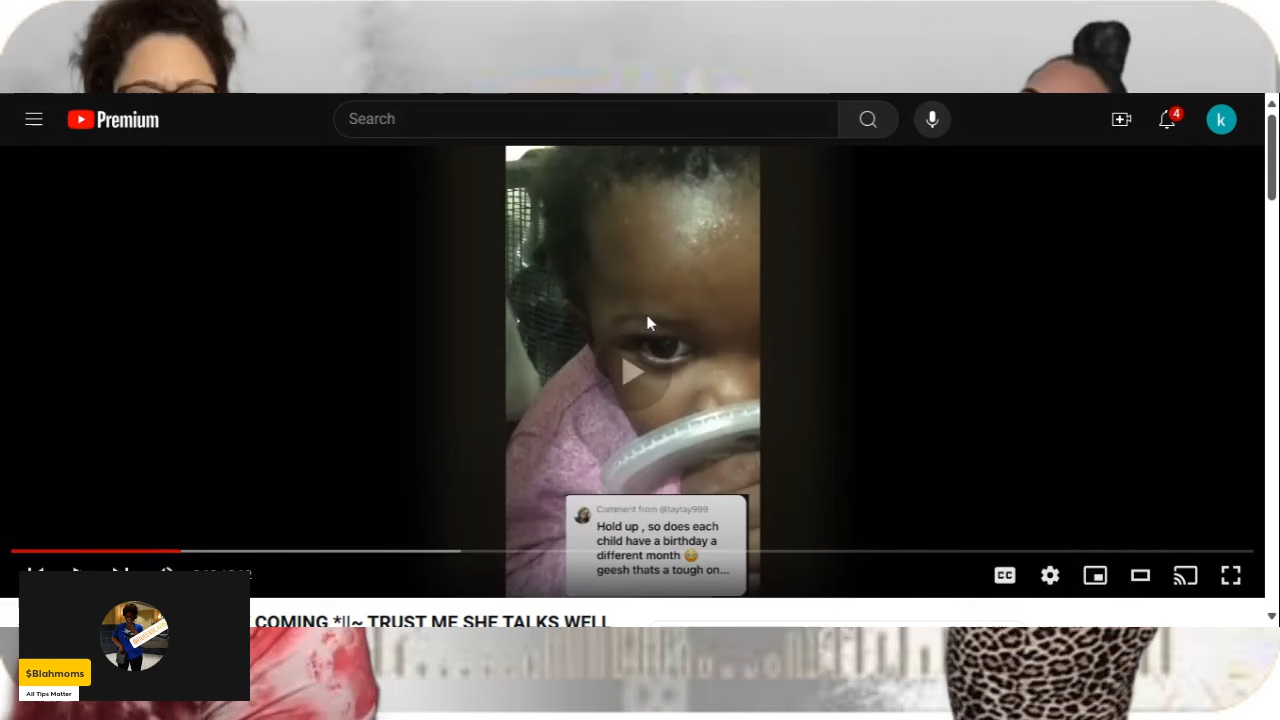 Premium
Search
4
k
Comment from @taylay999
Hold up , so does each
child have a birthday a
different month 😳
geesh thats a tough on...
CC
COMING *||~ TRUST ME SHE TALKS WELL
$Blahmoms
All Tips Matter